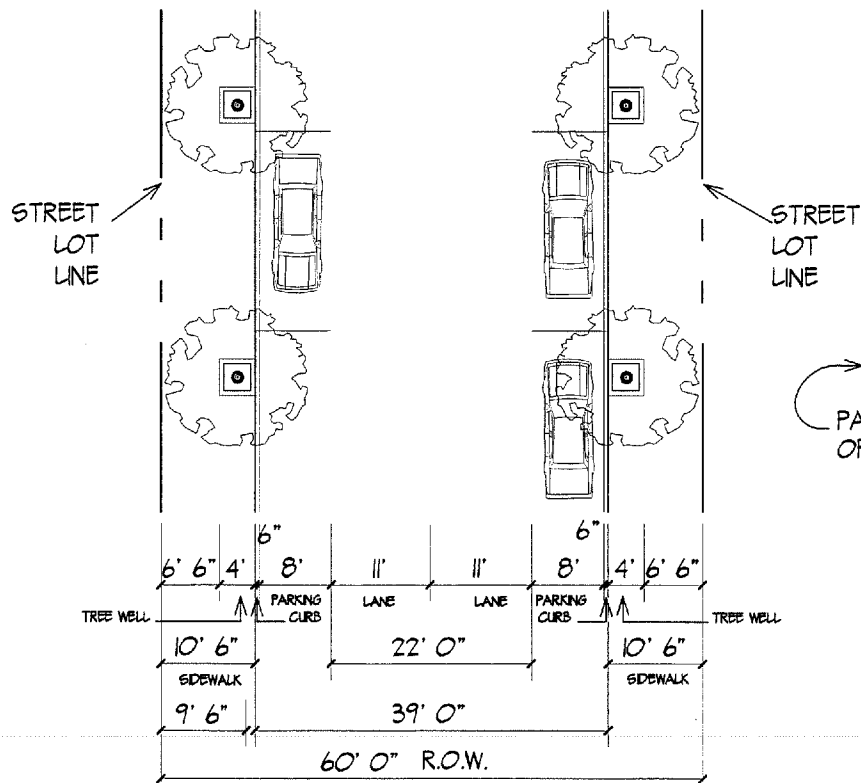 STREET
LOT
LINE
STREET
LOT
LINE
PA
OF
6" 6"
6' 6" 4' 8' 11' 11' 8' 4' 6' 6"
PARKING LANE LANE PARKING
TREE WELL CURB CURB TREE WELL
10' 6" 22' 0" 10' 6"
SIDEWALK SIDEWALK
9' 6" 39' 0"
60' 0" R.O.W.